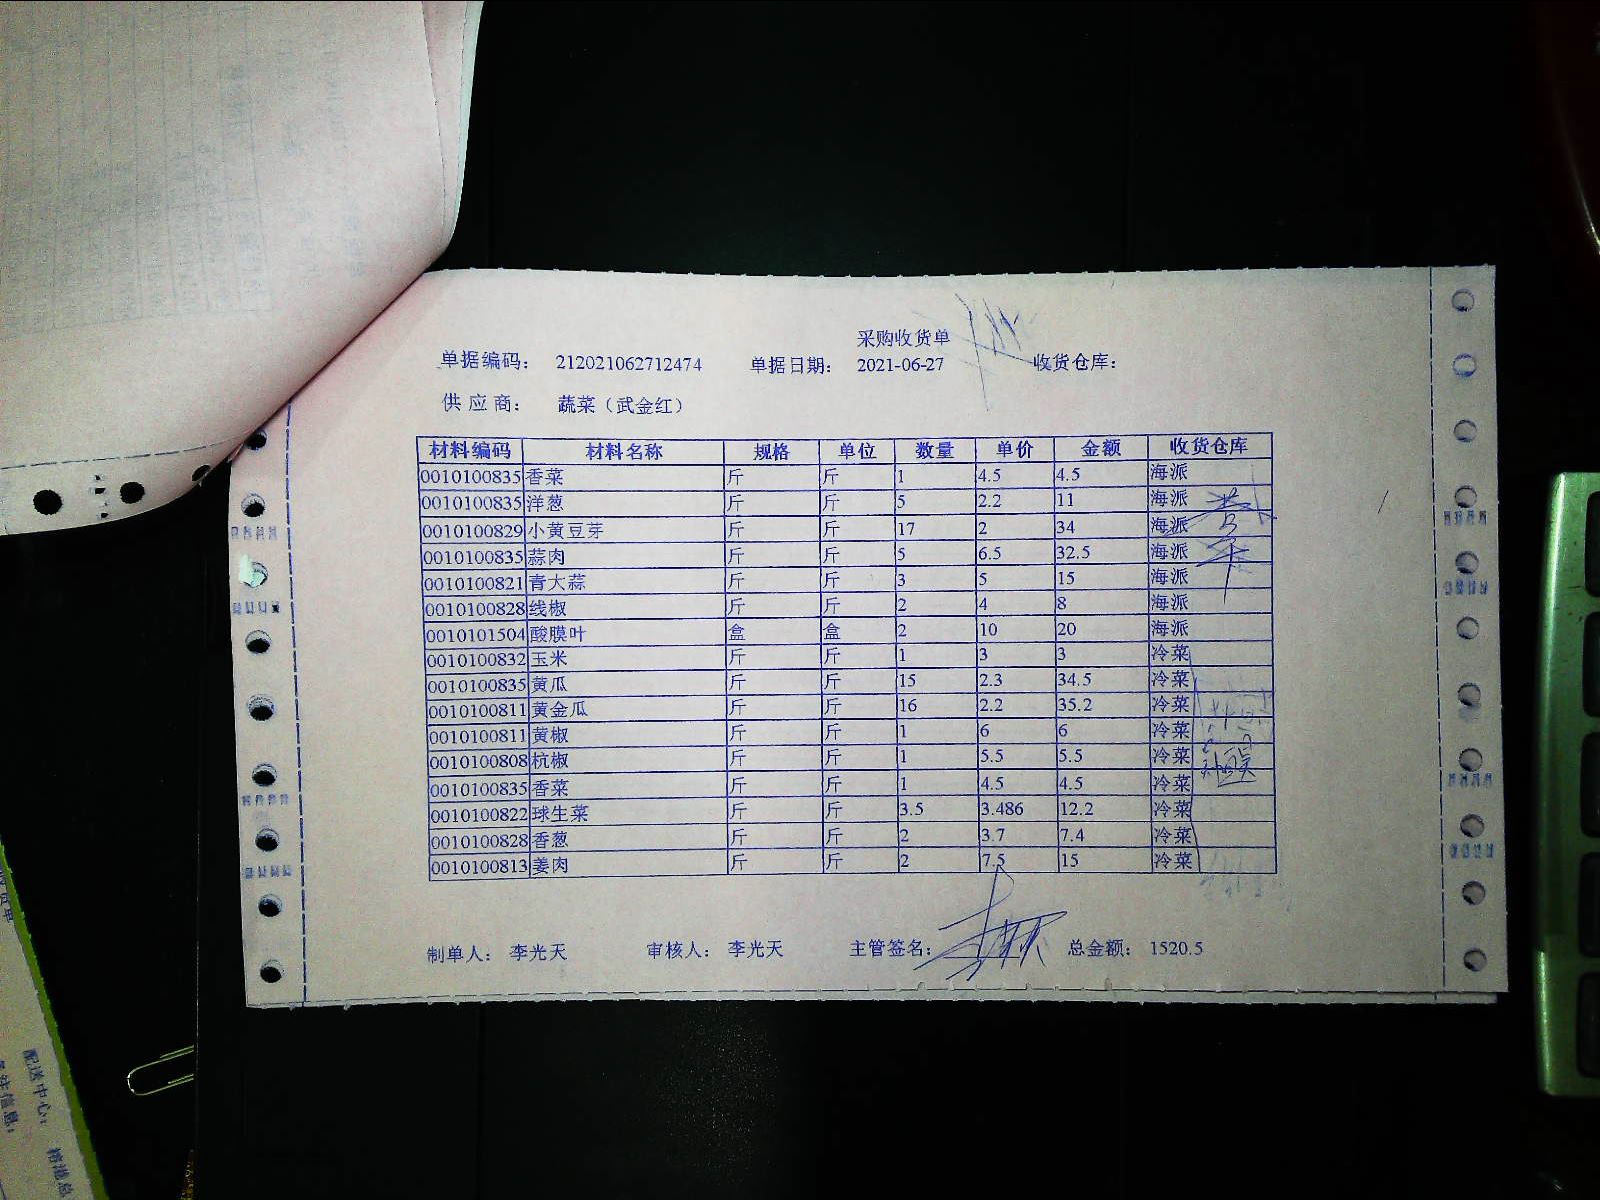 采购收货单
单据编码： 212021062712474 单据日期： 2021-06-27 收货仓库：
供 应 商： 蔬菜（武金红）
材料编码 材料名称 规格 单位 数量 单价 金额 收货仓库
0010100835 香菜 斤 斤 1 4.5 4.5 海派
0010100835 洋葱 斤 斤 5 2.2 11 海派
0010100829 小黄豆芽 斤 斤 17 2 34 海派
0010100835 蒜肉 斤 斤 5 6.5 32.5 海派
0010100821 青大蒜 斤 斤 3 5 15 海派
0010100828 线椒 斤 斤 2 4 8 海派
0010101504 酸膜叶 盒 盒 2 10 20 海派
0010100832 玉米 斤 斤 1 3 3 冷菜
0010100835 黄瓜 斤 斤 15 2.3 34.5 冷菜
0010100811 黄金瓜 斤 斤 16 2.2 35.2 冷菜
0010100811 黄椒 斤 斤 1 6 6 冷菜
0010100808 杭椒 斤 斤 1 5.5 5.5 冷菜
0010100835 香菜 斤 斤 1 4.5 4.5 冷菜
0010100822 球生菜 斤 斤 3.5 3.486 12.2 冷菜
0010100828 香葱 斤 斤 2 3.7 7.4 冷菜
0010100813 姜肉 斤 斤 2 7.5 15 冷菜
制单人： 李光天 审核人： 李光天 主管签名： 总金额： 1520.5
配送中心：